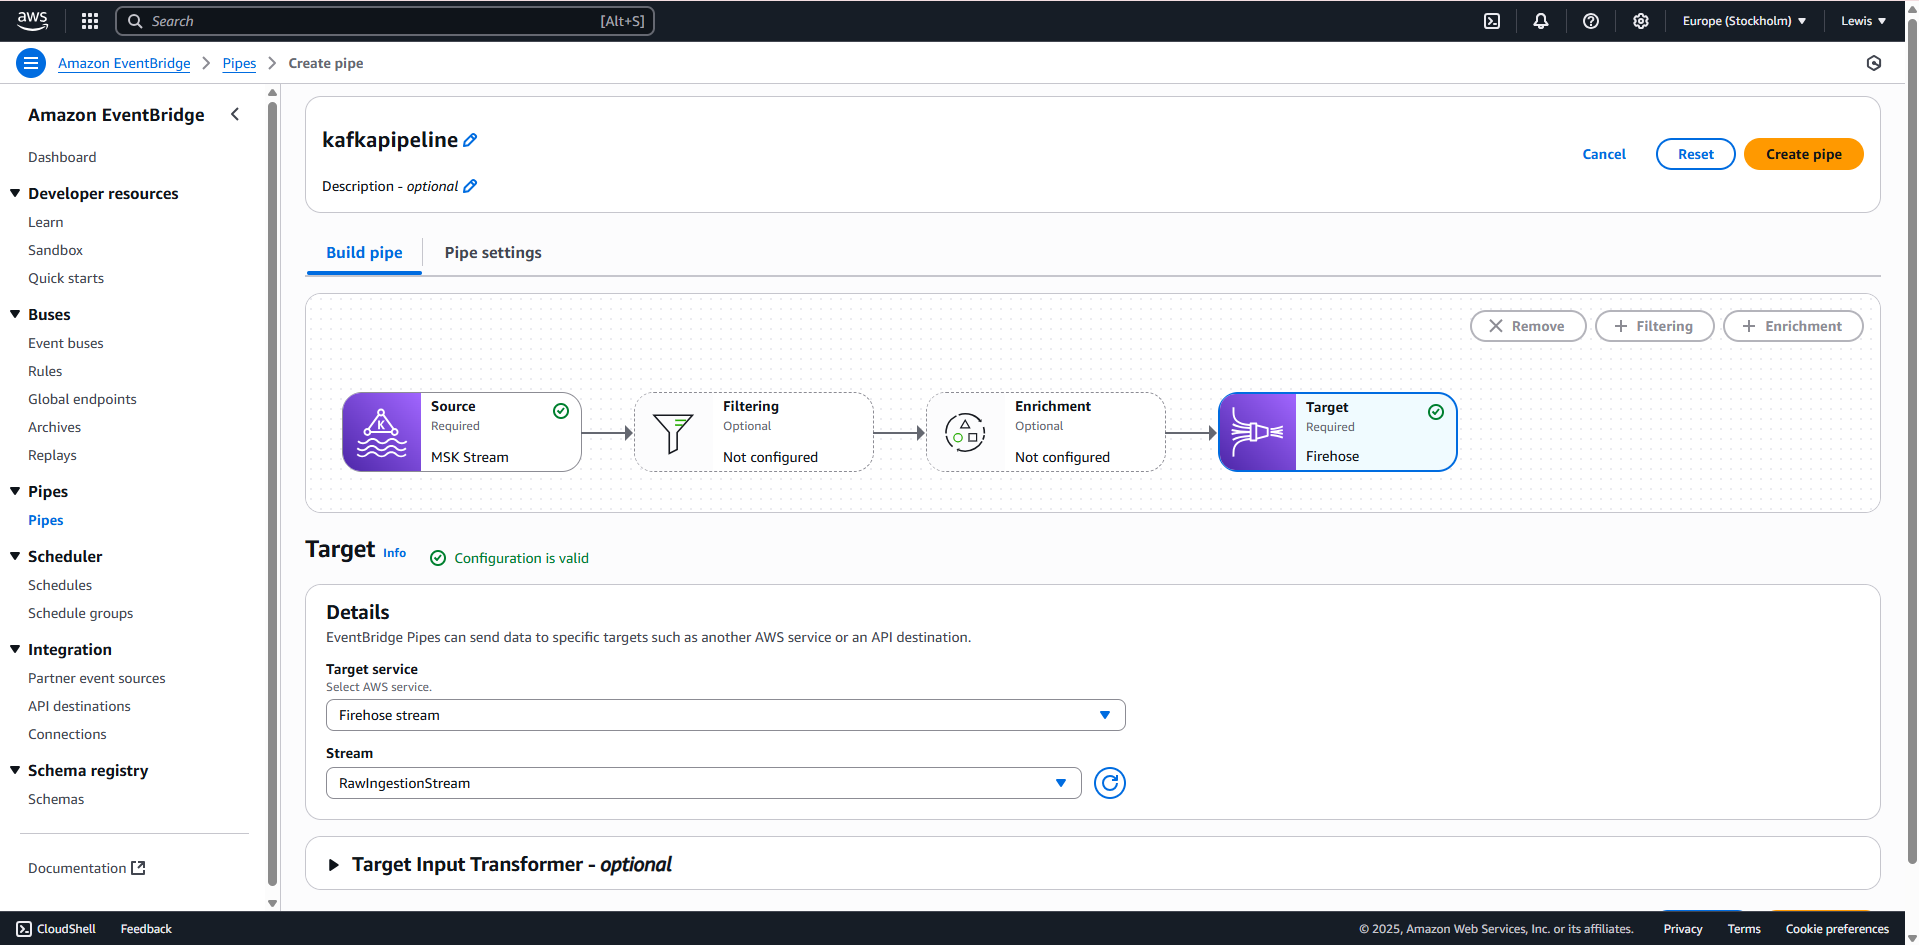 aws
Search
[Alt+S]
Europe (Stockholm)
Lewis
Amazon EventBridge
Pipes
Create pipe
Amazon EventBridge
Dashboard
Developer resources
Learn
Sandbox
Quick starts
Buses
Event buses
Rules
Global endpoints
Archives
Replays
Pipes
Pipes
Scheduler
Schedules
Schedule groups
Integration
Partner event sources
API destinations
Connections
Schema registry
Schemas
Documentation
kafkapipeline
Description - optional
Cancel
Reset
Create pipe
Build pipe
Pipe settings
Remove
Filtering
Enrichment
K
Source
Required
MSK Stream
Filtering
Optional
Not configured
Enrichment
Optional
Not configured
Target
Required
Firehose
Target
Info
Configuration is valid
Details
EventBridge Pipes can send data to specific targets such as another AWS service or an API destination.
Target service
Select AWS service.
Firehose stream
Stream
RawIngestionStream
Target Input Transformer - optional
CloudShell
Feedback
© 2025, Amazon Web Services, Inc. or its affiliates.
Privacy
Terms
Cookie preferences